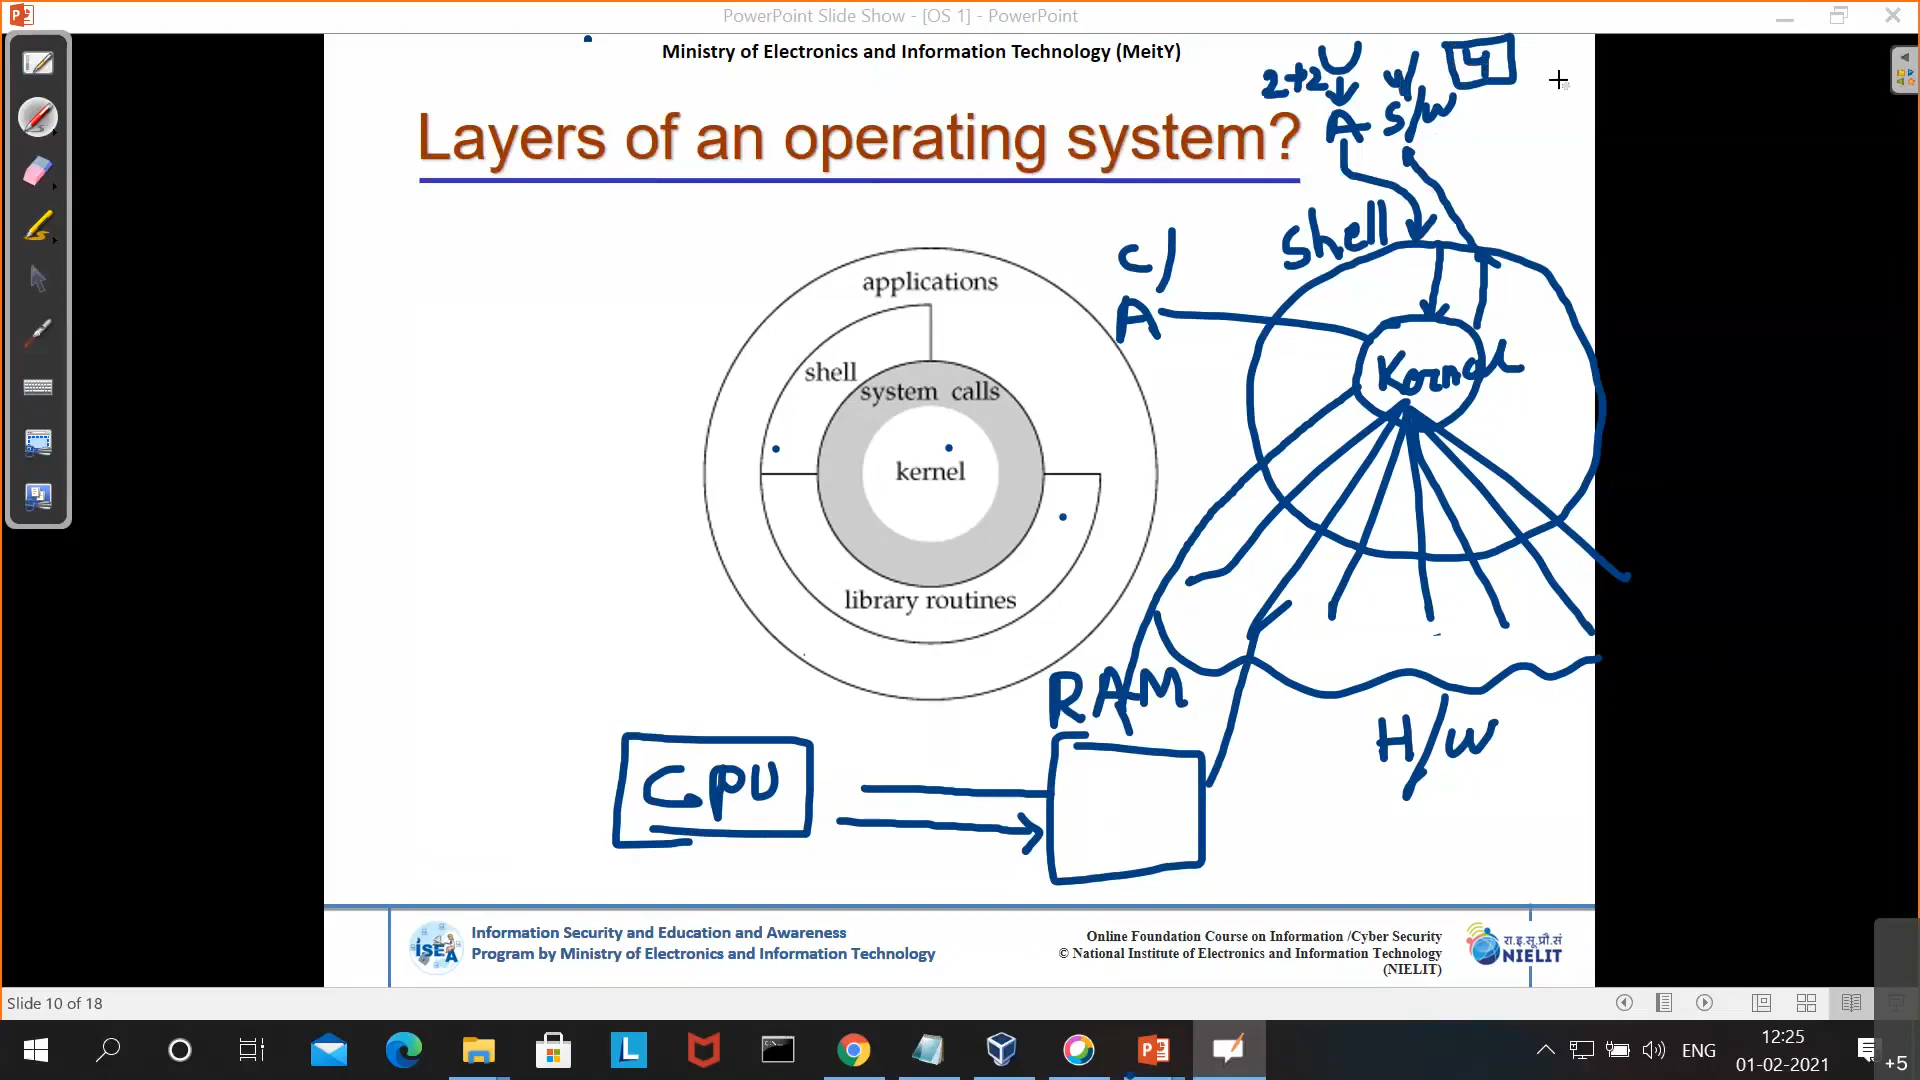 PowerPoint Slide Show - [OS 1] - PowerPoint
Ministry of Electronics and Information Technology (MeitY)
2+2 U 4
A S/W
Layers of an operating system?
Shell
C/
A
Kernel
applications
shell
system calls
kernel
library routines
RAM
H/W
CPU
ISEA
Information Security and Education and Awareness
Program by Ministry of Electronics and Information Technology
Online Foundation Course on Information /Cyber Security
© National Institute of Electronics and Information Technology
(NIELIT)
रा.इ.सू.प्रौ.सं
NIELIT
Slide 10 of 18
L
12:25
ENG
01-02-2021
+5